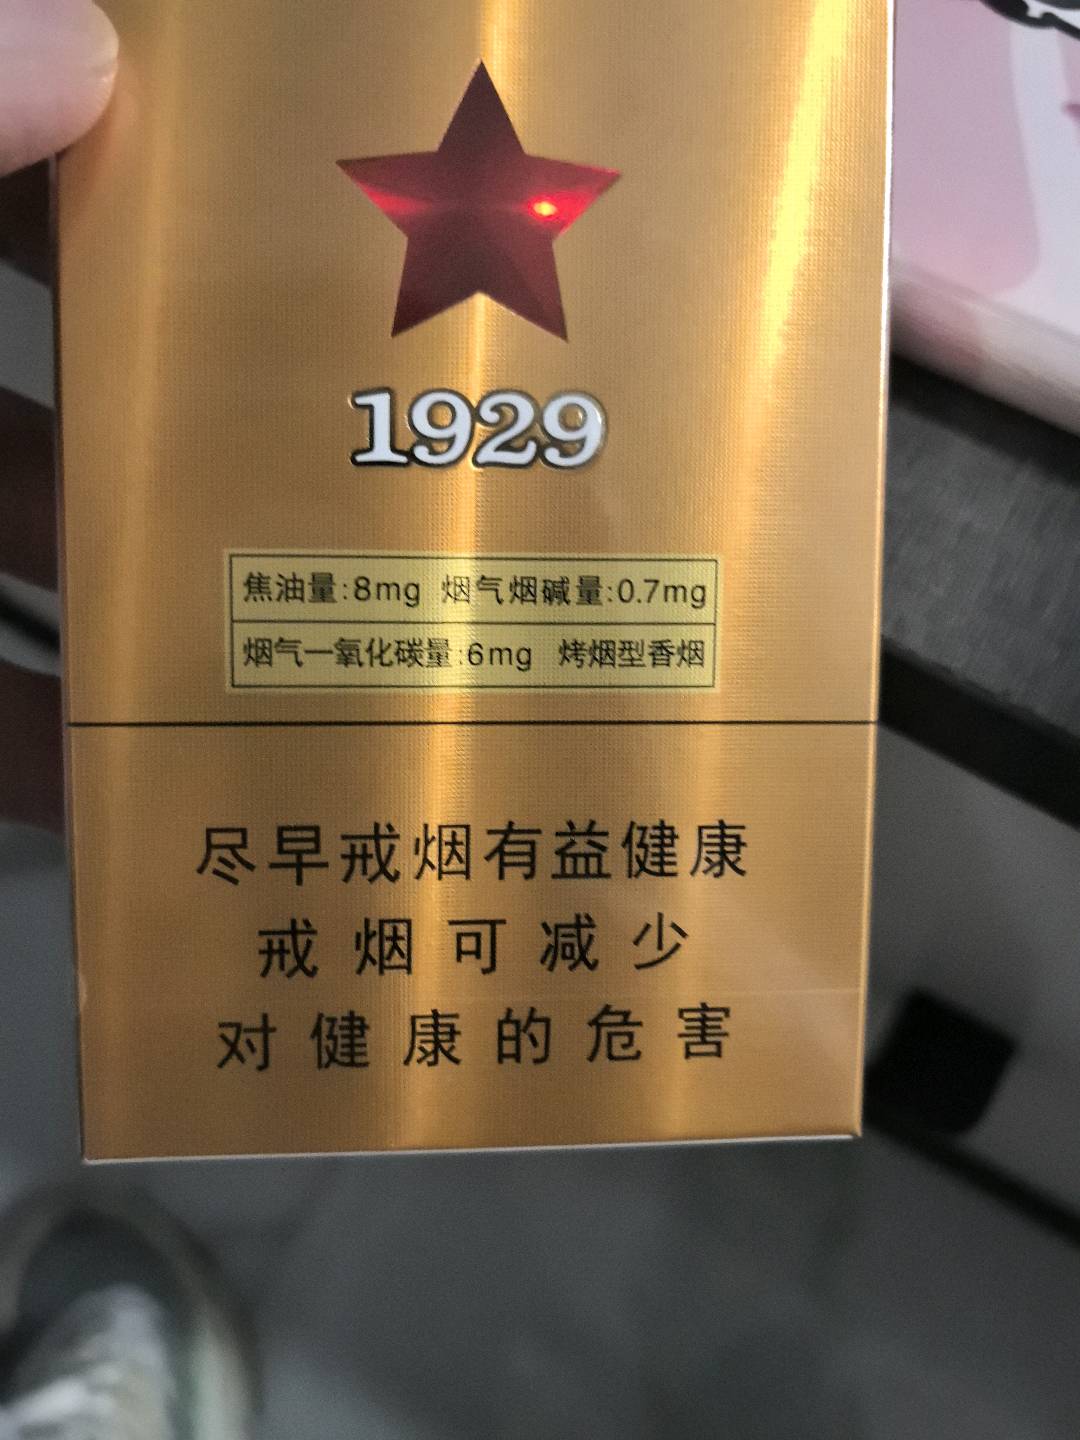 1929
焦油量:8mg 烟气烟碱量:0.7mg
烟气一氧化碳量:6mg 烤烟型香烟
尽早戒烟有益健康
戒烟可减少
对健康的危害